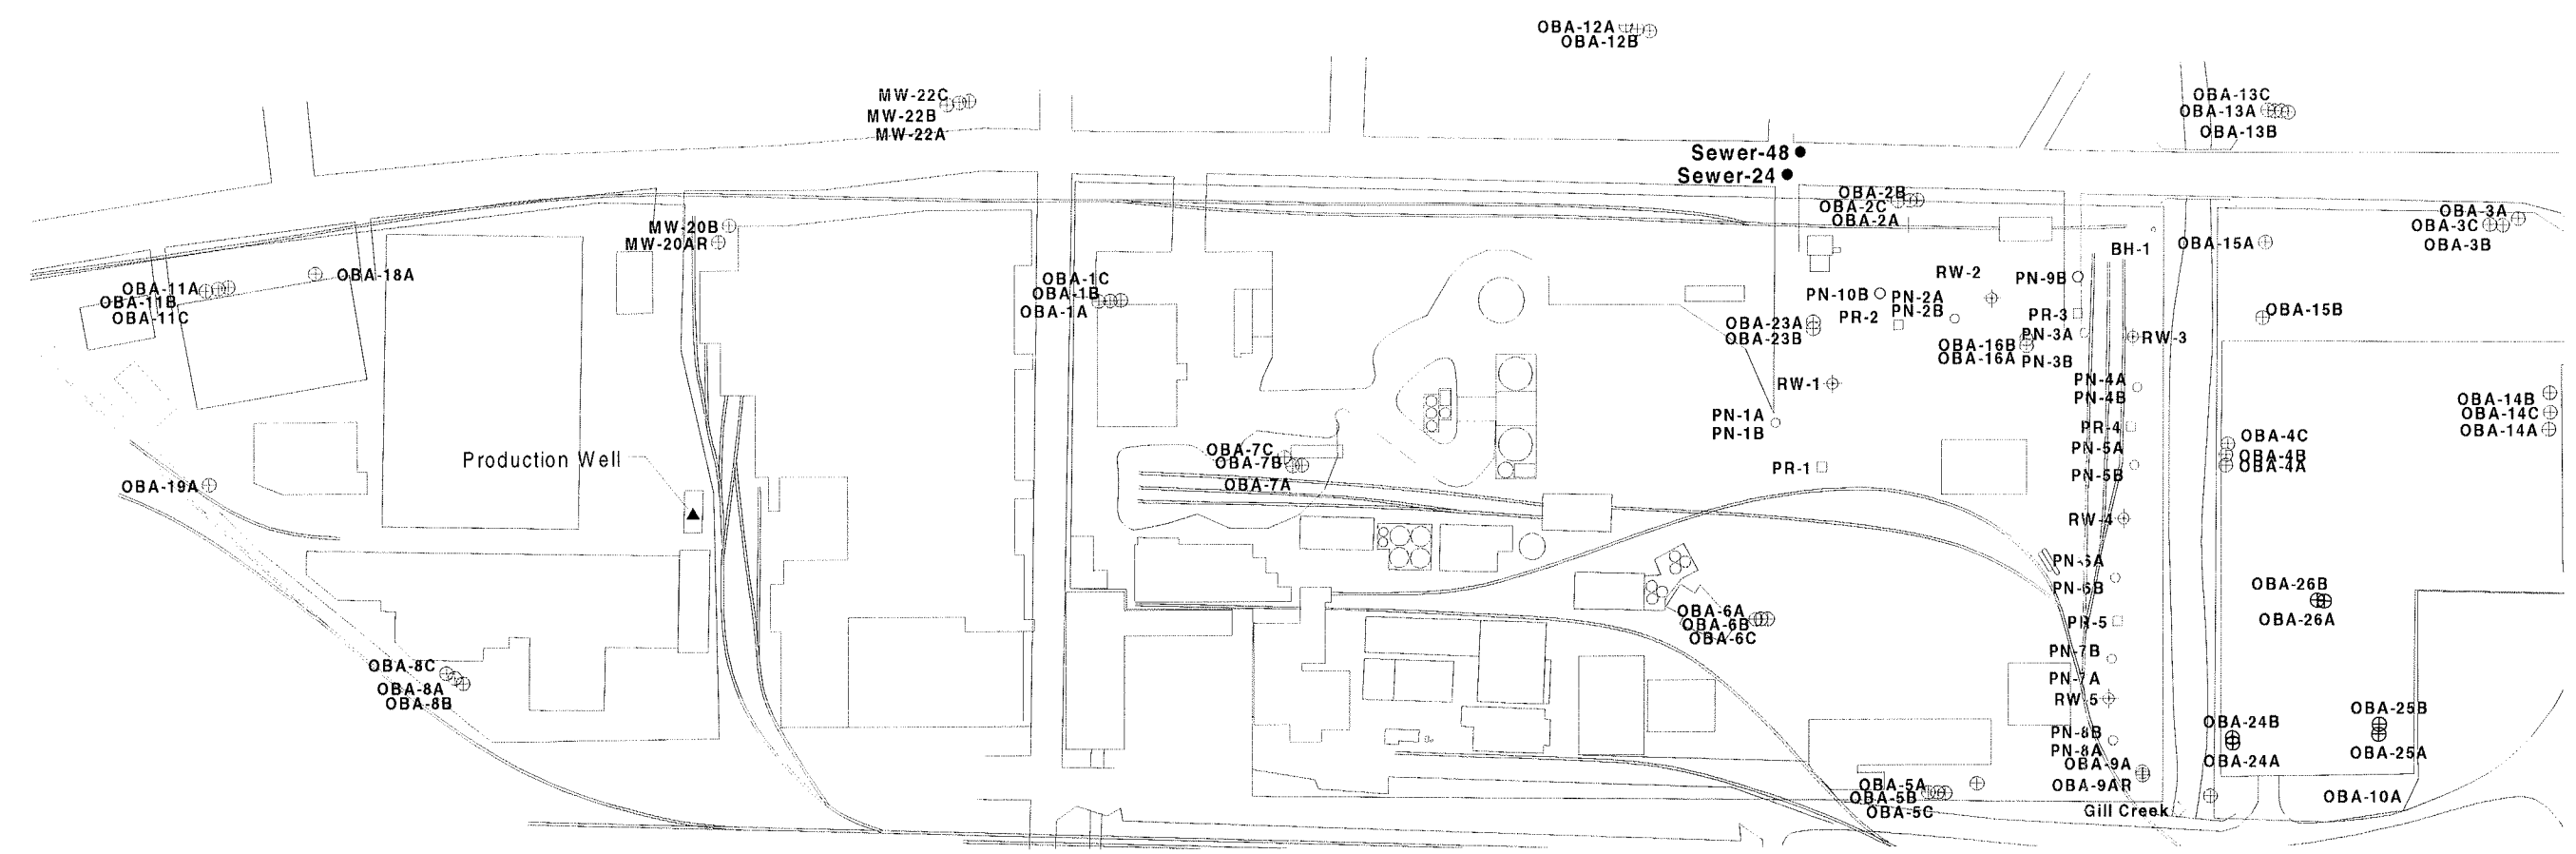 OBA-12A
OBA-12B
MW-22C
MW-22B
MW-22A
OBA-13C
OBA-13A
OBA-13B
Sewer-48
Sewer-24
OBA-2B
OBA-2C
OBA-2A
OBA-3A
OBA-3C
OBA-3B
MW-20B
MW-20AR
BH-1
OBA-15A
OBA-18A
OBA-11A
OBA-11B
OBA-11C
OBA-1C
OBA-1B
OBA-1A
RW-2
PN-9B
PN-10B
PN-2A
PN-2B
PR-2
PR-3
OBA-15B
OBA-23A
OBA-23B
PN-3A
RW-3
OBA-16B
OBA-16A
PN-3B
RW-1
PN-4A
PN-4B
OBA-14B
OBA-14C
OBA-14A
PN-1A
PN-1B
PR-4
OBA-4C
OBA-4B
OBA-4A
PN-5A
PN-5B
OBA-7C
OBA-7B
OBA-7A
Production Well
PR-1
OBA-19A
RW-4
PN-6A
PN-6B
OBA-26B
OBA-26A
OBA-6A
OBA-6B
OBA-6C
PR-5
PN-7B
PN-7A
RW-5
OBA-8C
OBA-8A
OBA-8B
OBA-25B
OBA-25A
OBA-24B
OBA-24A
PN-8B
PN-8A
OBA-9A
OBA-9AR
OBA-5A
OBA-5B
OBA-5C
OBA-10A
Gill Creek